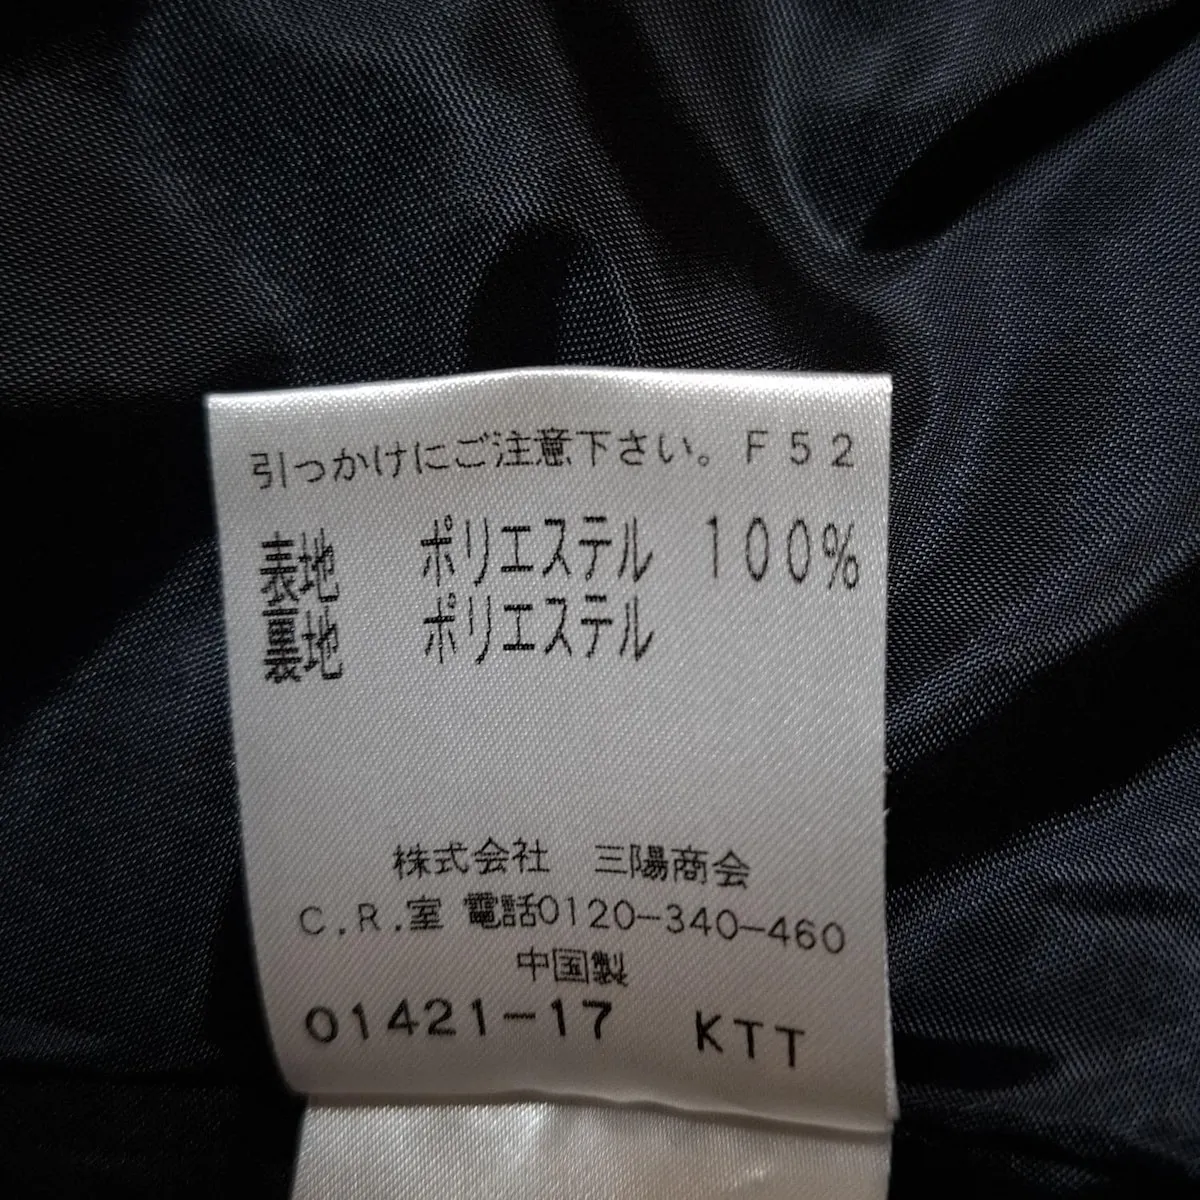 引っかけにご注意下さい。F52
表地 ポリエステル 100%
裏地 ポリエステル
株式会社 三陽商会
C.R.室 電話0120-340-460
中国製
01421-17 KTT